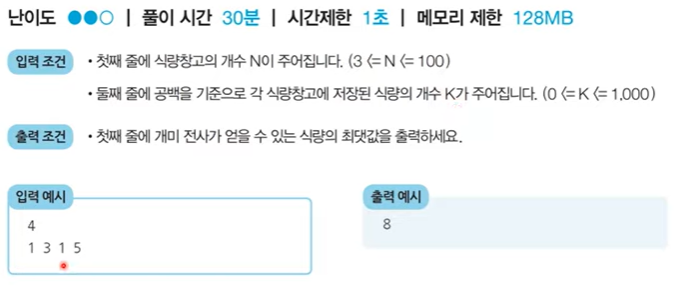 난이도 ●●○ | 풀이 시간 30분 | 시간제한 1초 | 메모리 제한 128MB
입력 조건 • 첫째 줄에 식량창고의 개수 N이 주어집니다. (3 <= N <= 100)
• 둘째 줄에 공백을 기준으로 각 식량창고에 저장된 식량의 개수 K가 주어집니다. (0 <= K <= 1,000)
출력 조건 • 첫째 줄에 개미 전사가 얻을 수 있는 식량의 최댓값을 출력하세요.
입력 예시
4
1 3 1 5
출력 예시
8